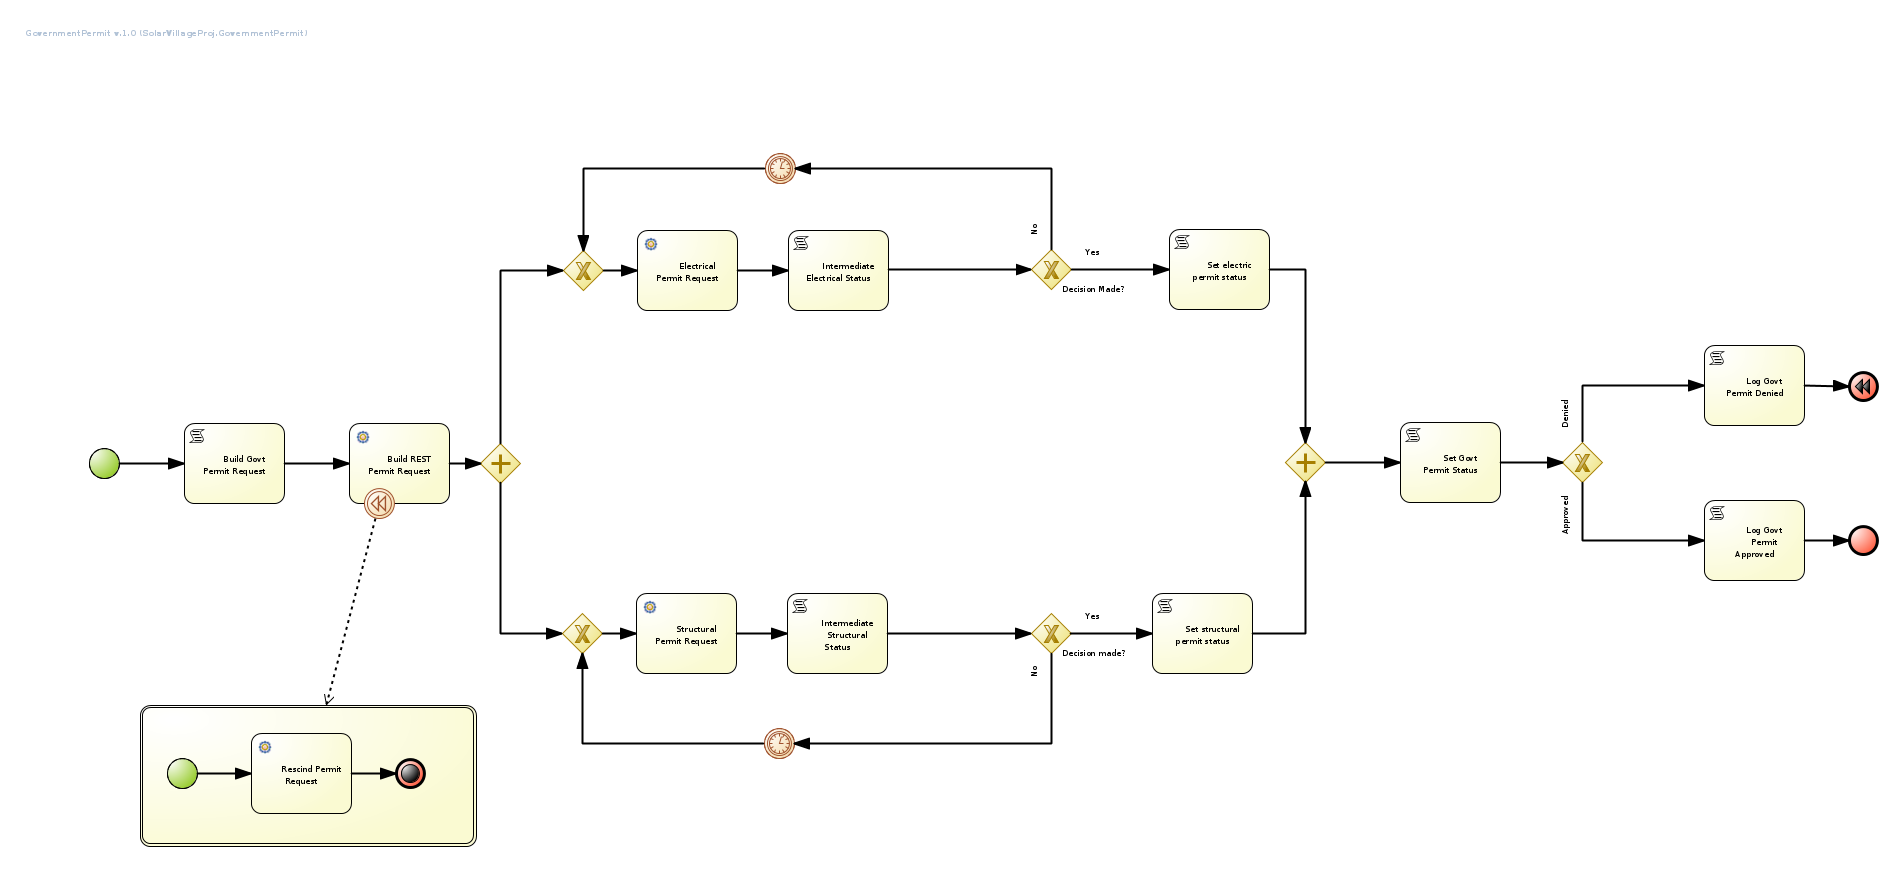 GovernmentPermit v.1.0 (SolarVillageProj.GovernmentPermit)
No
Yes
Electrical
Permit Request
Intermediate
Electrical Status
Decision Made?
Set electric
permit status
Build Govt
Permit Request
Build REST
Permit Request
Set Govt
Permit Status
Denied
Approved
Log Govt
Permit Denied
Log Govt
Permit
Approved
Structural
Permit Request
Intermediate
Structural
Status
Yes
Decision made?
No
Set structural
permit status
Rescind Permit
Request